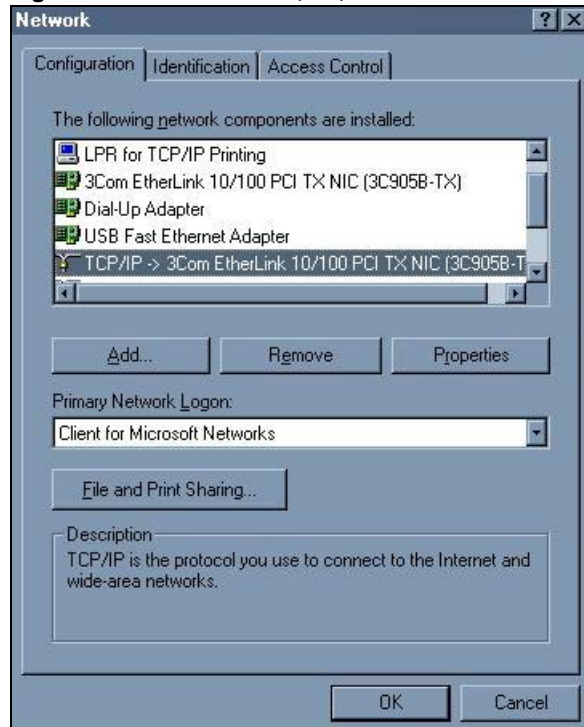 Network
Configuration Identification Access Control
The following network components are installed:
LPR for TCP/IP Printing
3Com EtherLink 10/100 PCI TX NIC (3C905B-TX)
Dial-Up Adapter
USB Fast Ethernet Adapter
TCP/IP -> 3Com EtherLink 10/100 PCI TX NIC (3C905B-T
Add... Remove Properties
Primary Network Logon:
Client for Microsoft Networks
File and Print Sharing...
Description
TCP/IP is the protocol you use to connect to the Internet and
wide-area networks.
OK Cancel